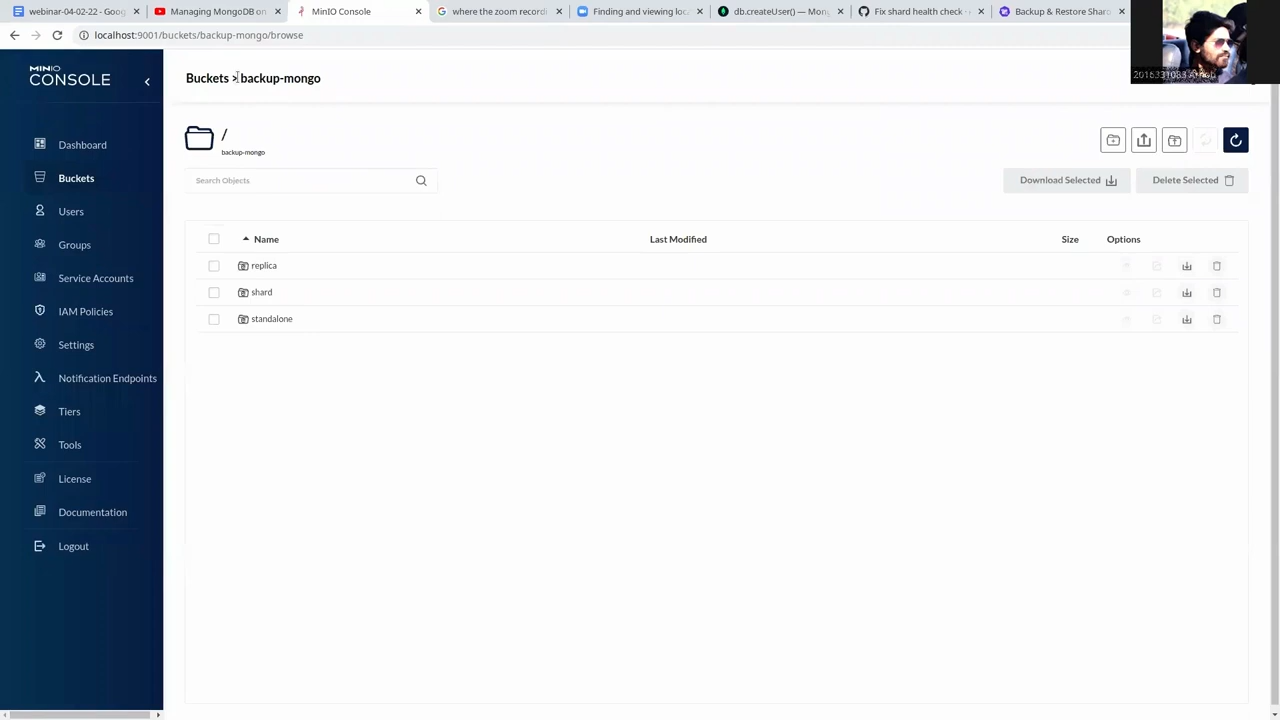 webinar-04-02-22 - Goog
Managing MongoDB on
MinIO Console
where the zoom recordi
Finding and viewing loc
db.createUser() — Mon
Fix shard health check
Backup & Restore Shard
localhost:9001/buckets/backup-mongo/browse
MINIO
CONSOLE
Buckets > backup-mongo
/
backup-mongo
Search Objects
Download Selected
Delete Selected
Dashboard
Buckets
Users
Groups
Service Accounts
IAM Policies
Settings
Notification Endpoints
Tiers
Tools
License
Documentation
Logout
Name
Last Modified
Size
Options
replica
shard
standalone